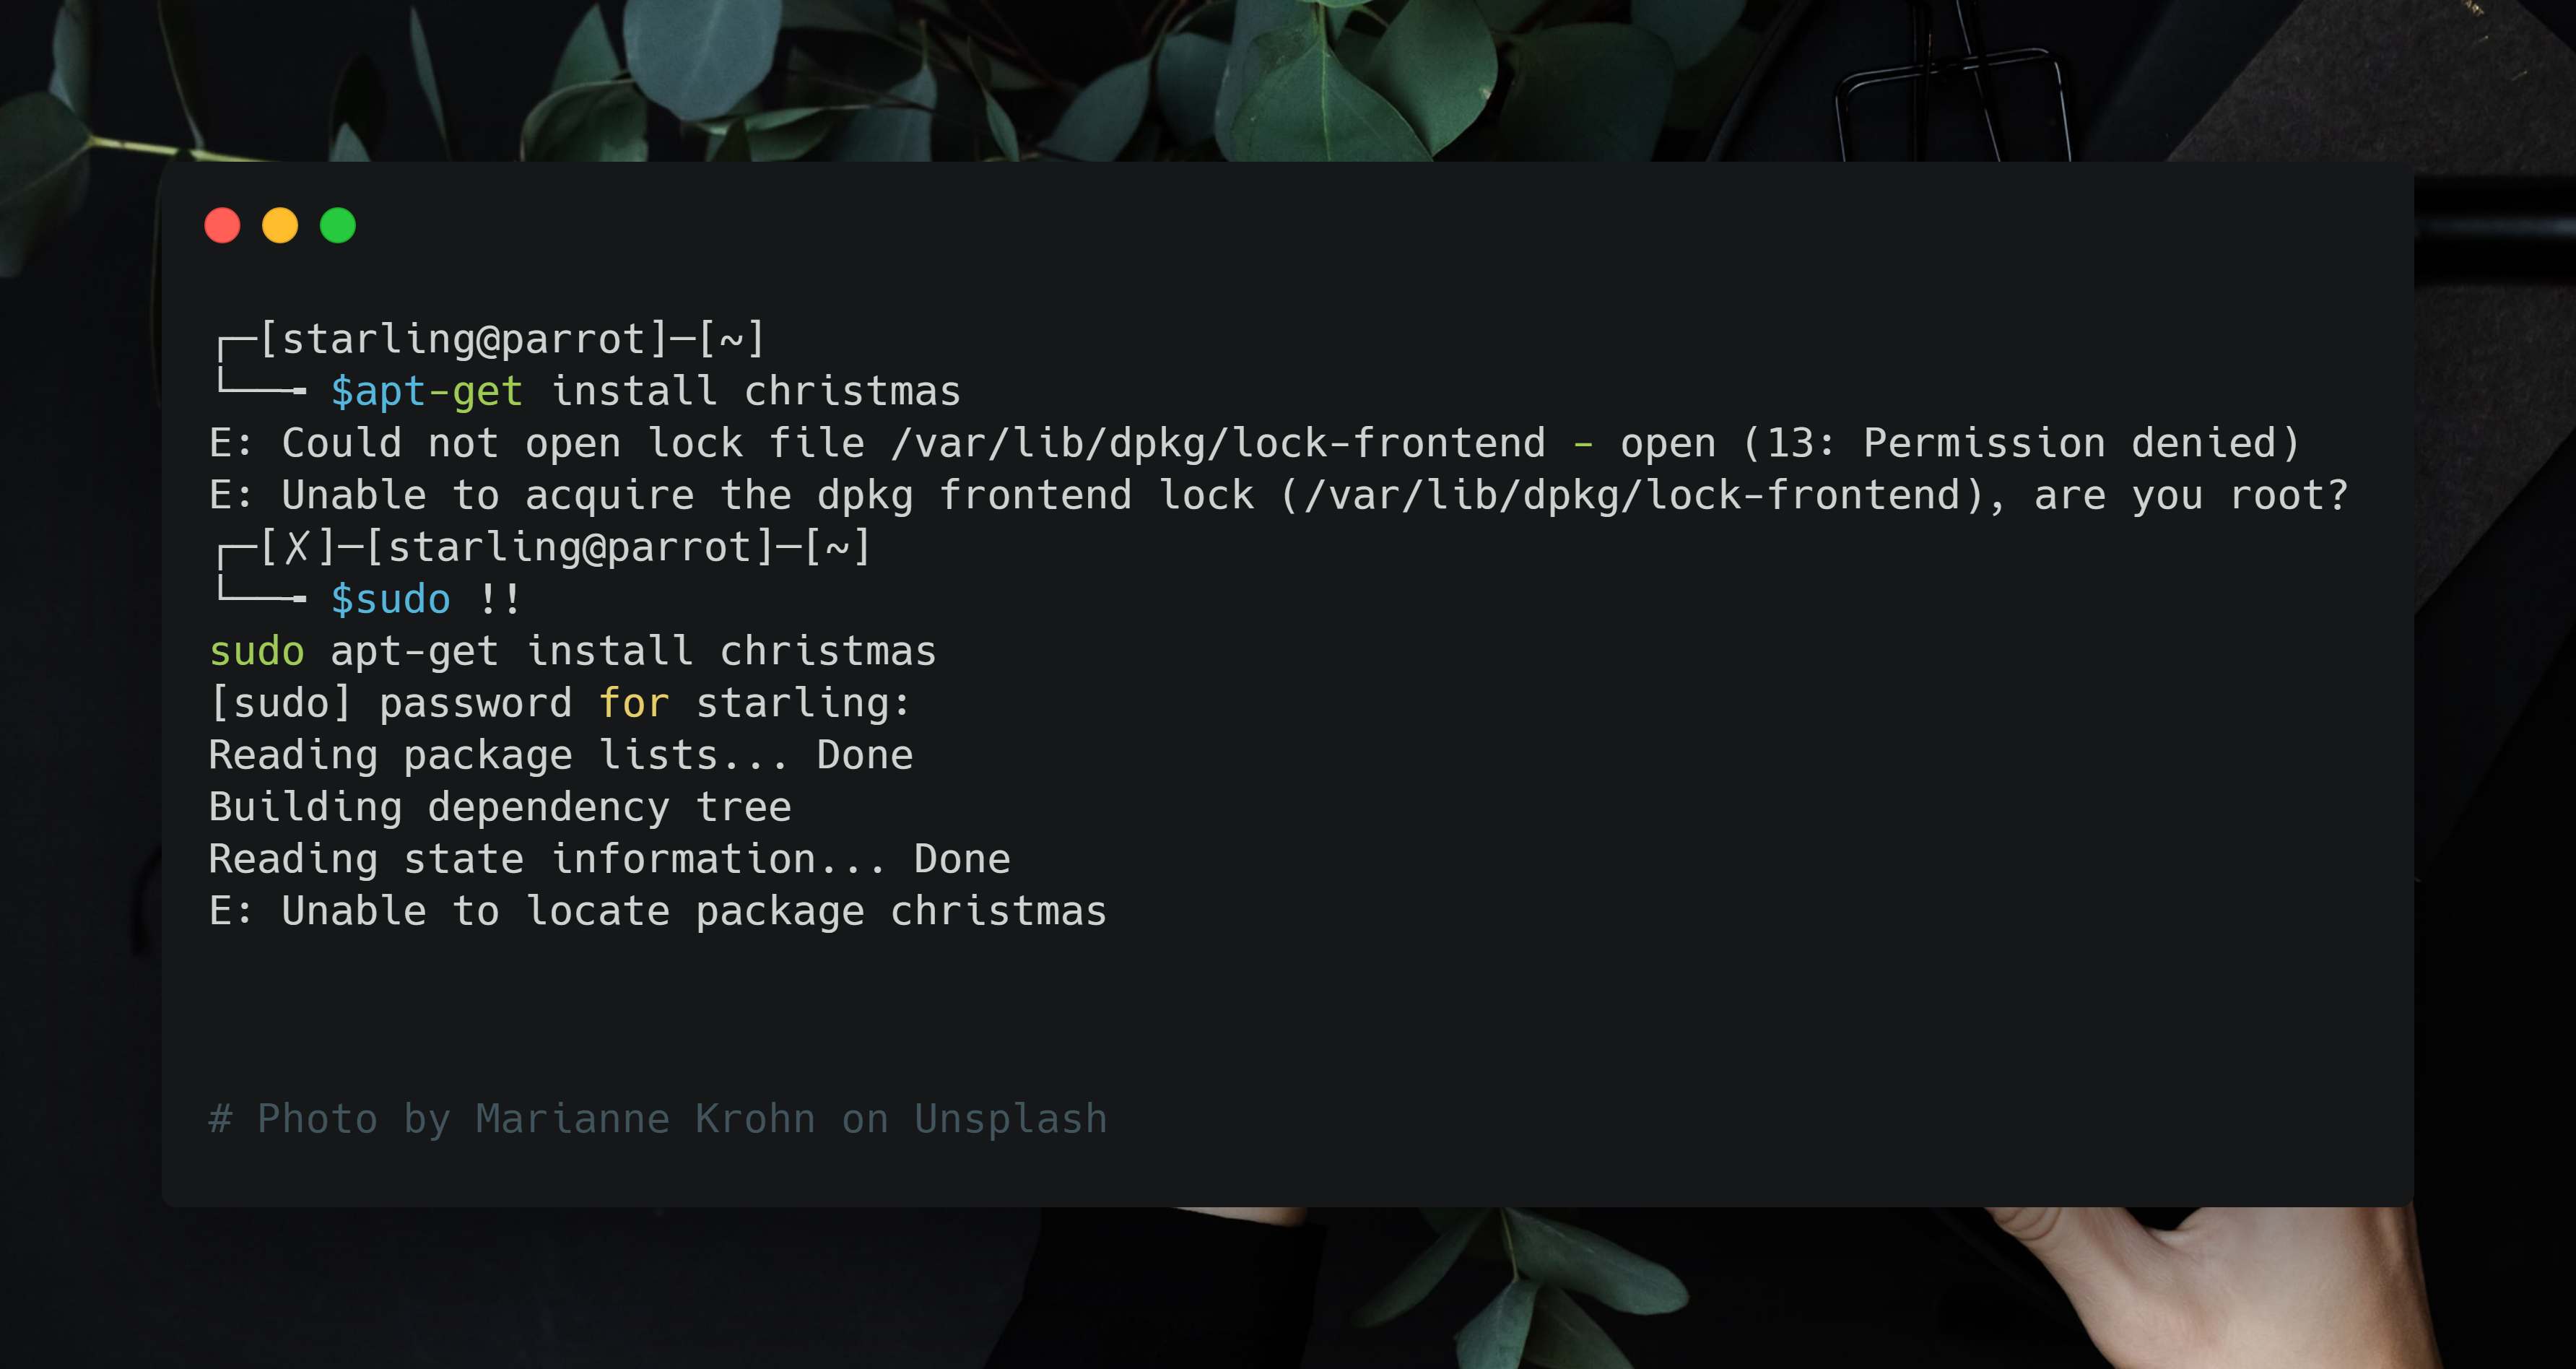 ┌─[starling@parrot]─[~]
└──╼ $apt-get install christmas
E: Could not open lock file /var/lib/dpkg/lock-frontend - open (13: Permission denied)
E: Unable to acquire the dpkg frontend lock (/var/lib/dpkg/lock-frontend), are you root?
┌─[✗]─[starling@parrot]─[~]
└──╼ $sudo !!
sudo apt-get install christmas
[sudo] password for starling:
Reading package lists... Done
Building dependency tree
Reading state information... Done
E: Unable to locate package christmas
# Photo by Marianne Krohn on Unsplash